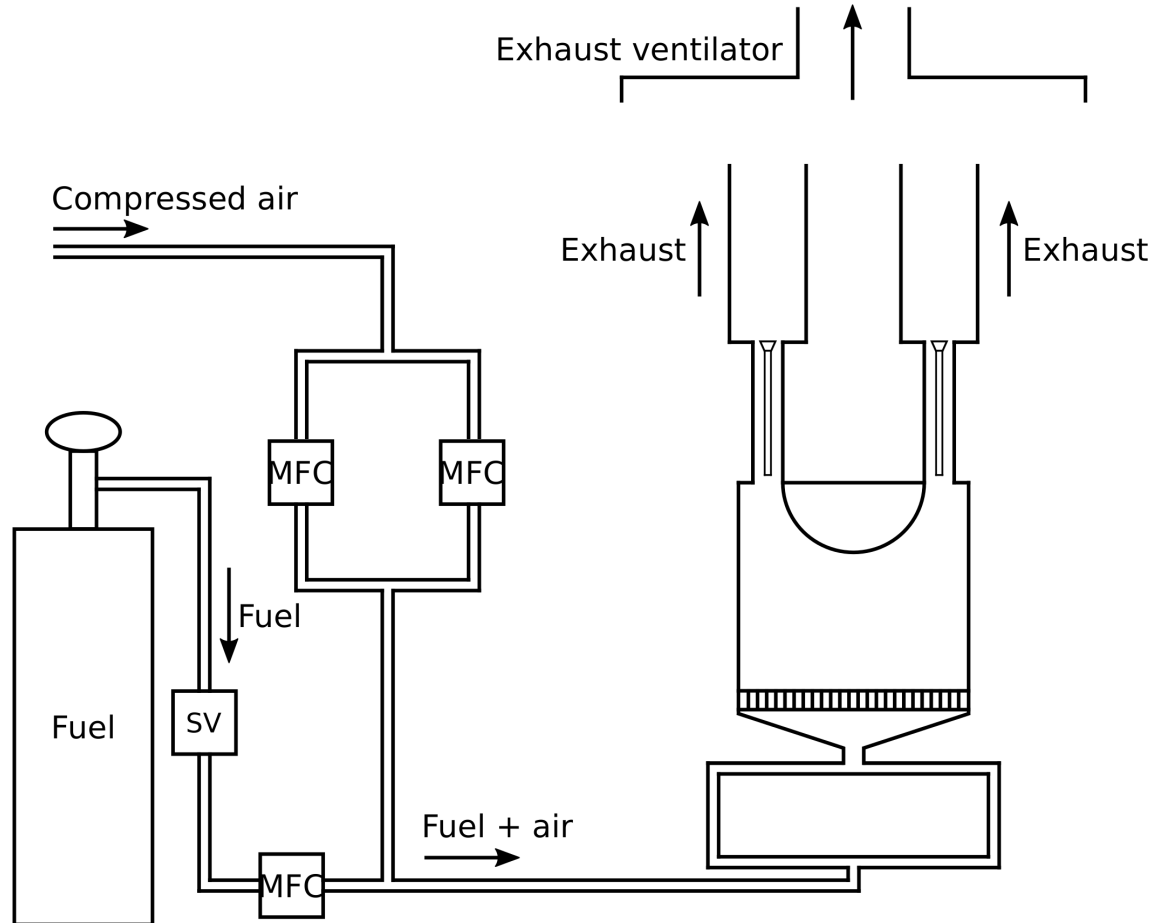 Exhaust ventilator
Compressed air
Exhaust
Exhaust
MFC
MFC
Fuel
Fuel
SV
Fuel + air
MFC